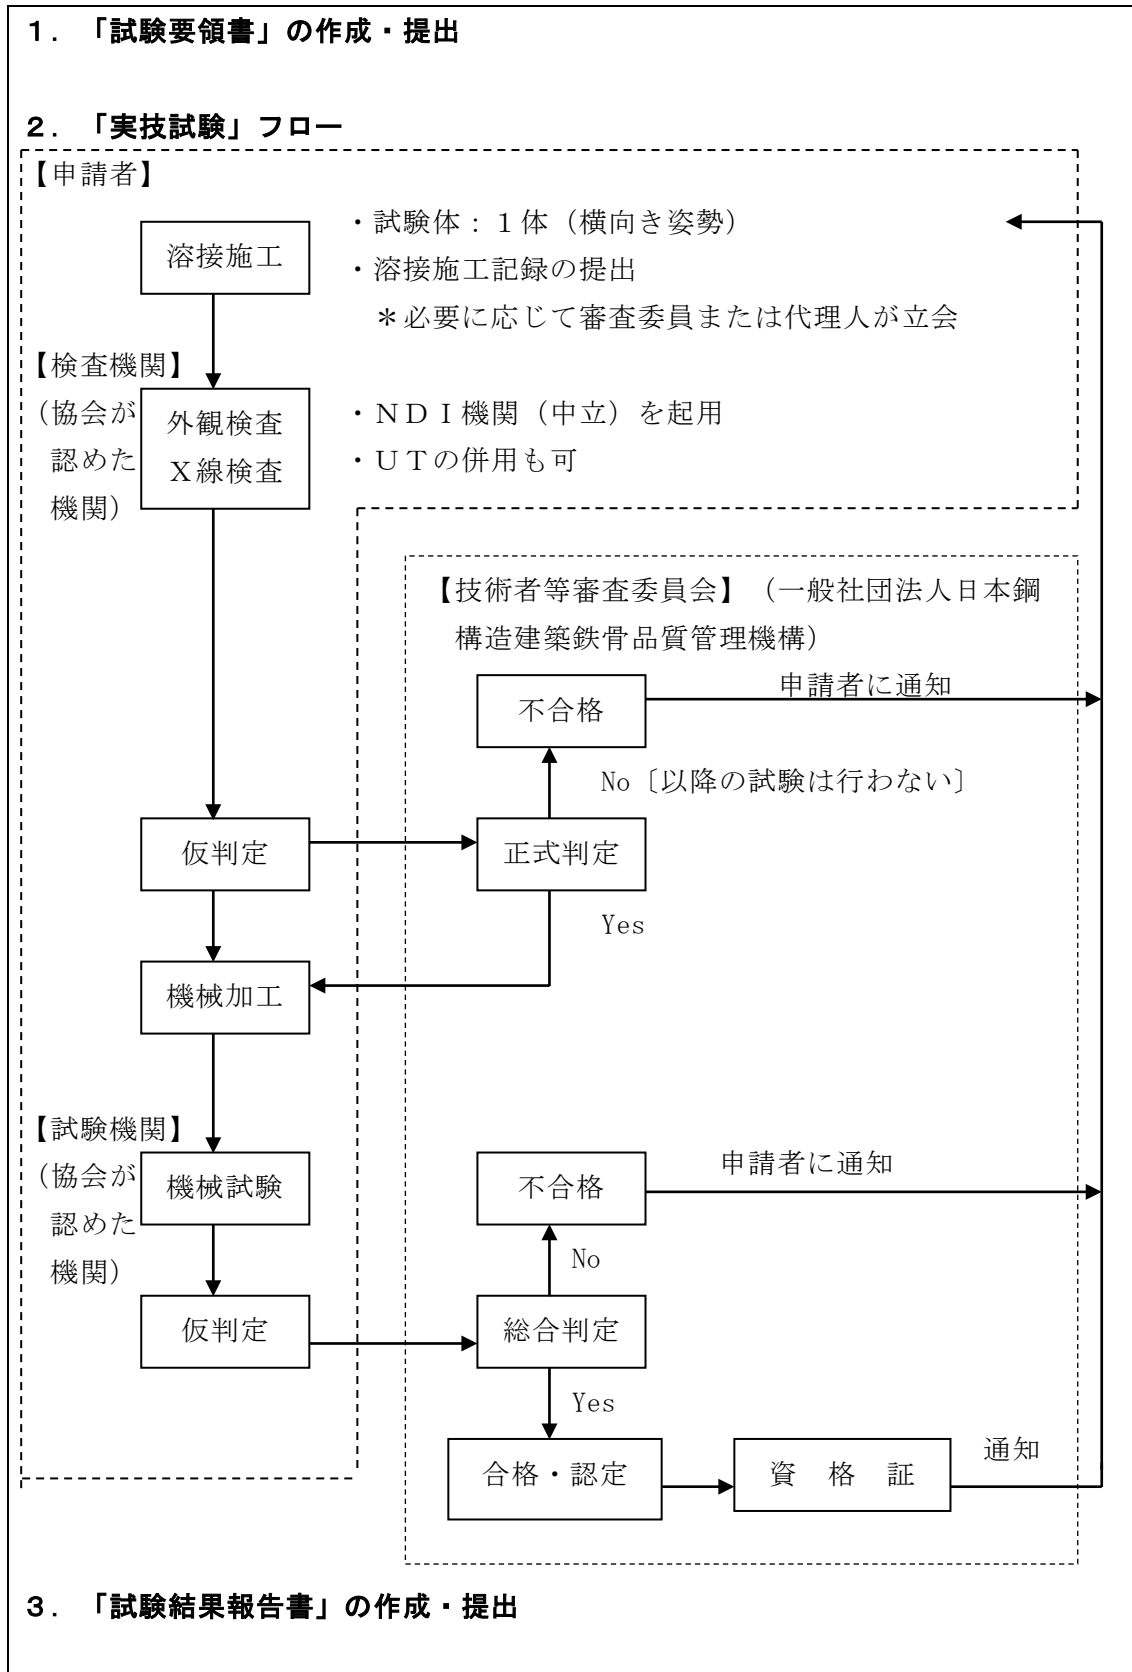 １．「試験要領書」の作成・提出
２．「実技試験」フロー
【申請者】
溶接施工
・試験体：１体（横向き姿勢）
・溶接施工記録の提出
＊必要に応じて審査委員または代理人が立会
【検査機関】
（協会が
認めた
機関）
外観検査
Ｘ線検査
・ＮＤＩ機関（中立）を起用
・ＵＴの併用も可
【技術者等審査委員会】（一般社団法人日本鋼
構造建築鉄骨品質管理機構）
不合格
申請者に通知
No〔以降の試験は行わない〕
仮判定
正式判定
Yes
機械加工
【試験機関】
（協会が
認めた
機関）
機械試験
不合格
申請者に通知
No
仮判定
総合判定
Yes
合格・認定
資　格　証
通知
３．「試験結果報告書」の作成・提出